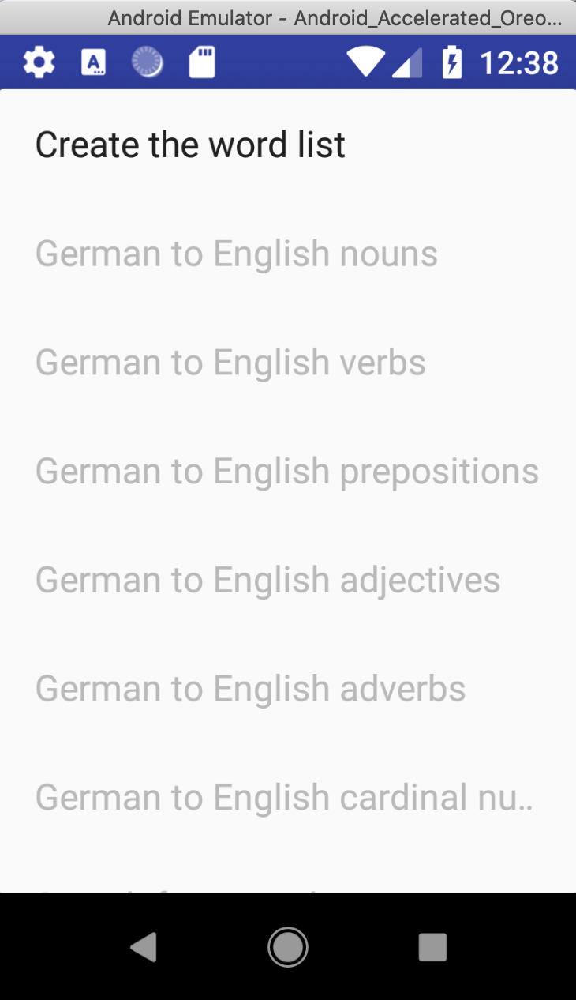 Android Emulator - Android_Accelerated_Oreo...
A
12:38
Create the word list
German to English nouns
German to English verbs
German to English prepositions
German to English adjectives
German to English adverbs
German to English cardinal nu..